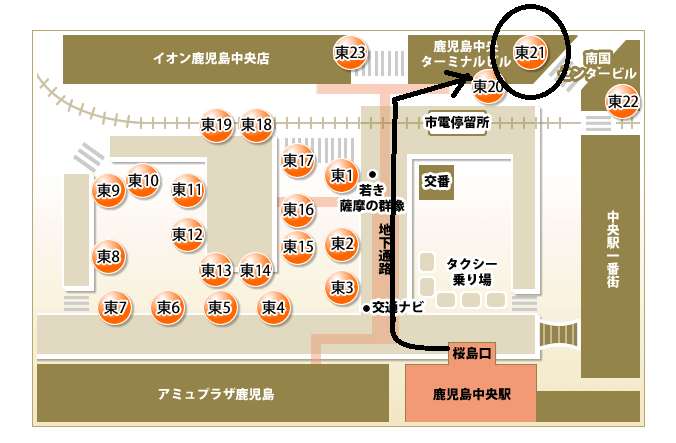 イオン鹿児島中央店
東23
鹿児島中央
ターミナルビル
東21
南国
センタービル
東20
東22
東19
東18
市電停留所
東17
東1
若き
薩摩の群像
交番
東9
東10
東11
東16
地下通路
中央駅一番街
東12
東15
東2
東8
東13
東14
タクシー
乗り場
東3
東7
東6
東5
東4
交通ナビ
桜島口
アミュプラザ鹿児島
鹿児島中央駅